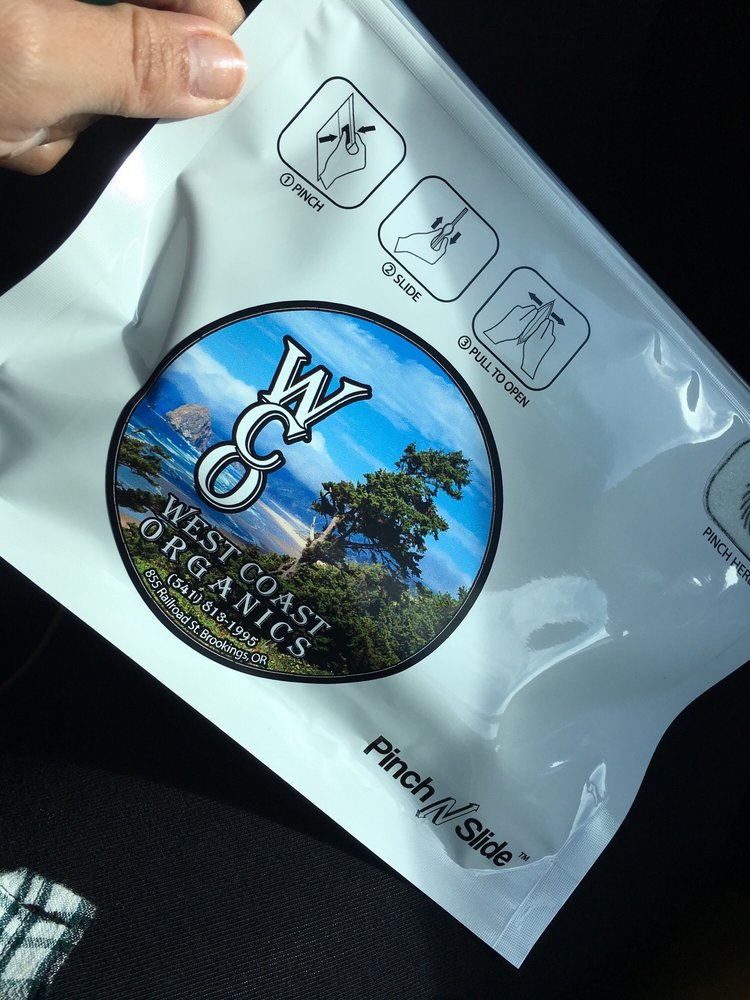 ① PINCH
② SLIDE
③ PULL TO OPEN
WCO
WEST COAST
ORGANICS
(541) 813-1995
855 Railroad St. Brookings, OR
PINCH HERE
Pinch N Slide™